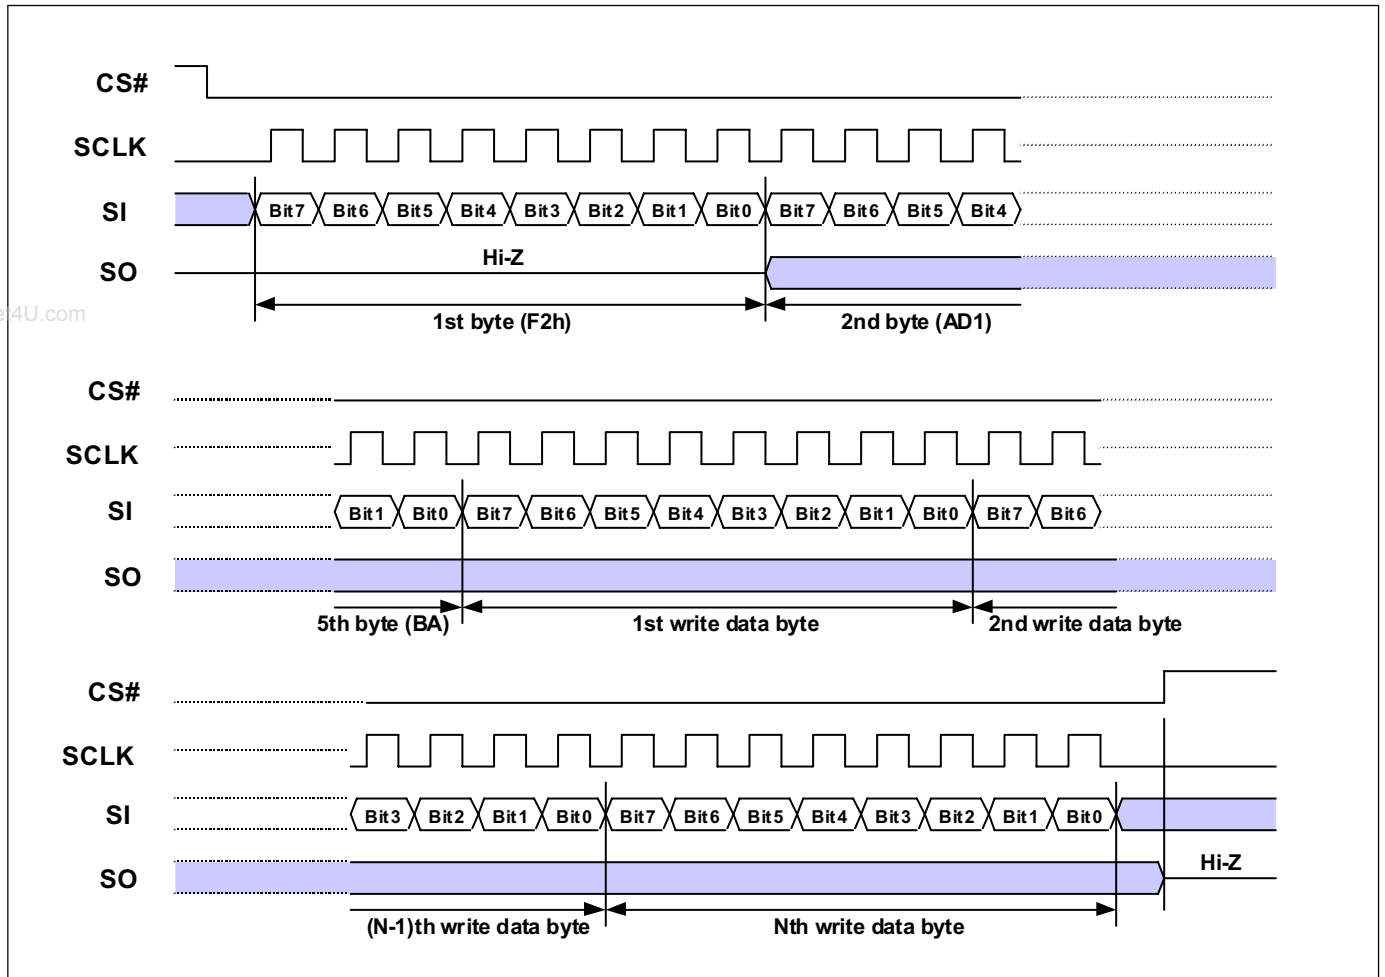 CS#
SCLK
SI Bit7 Bit6 Bit5 Bit4 Bit3 Bit2 Bit1 Bit0 Bit7 Bit6 Bit5 Bit4
Hi-Z
SO
4U.com
1st byte (F2h) 2nd byte (AD1)
CS#
SCLK
SI Bit1 Bit0 Bit7 Bit6 Bit5 Bit4 Bit3 Bit2 Bit1 Bit0 Bit7 Bit6
SO
5th byte (BA) 1st write data byte 2nd write data byte
CS#
SCLK
SI Bit3 Bit2 Bit1 Bit0 Bit7 Bit6 Bit5 Bit4 Bit3 Bit2 Bit1 Bit0
Hi-Z
SO
(N-1)th write data byte Nth write data byte